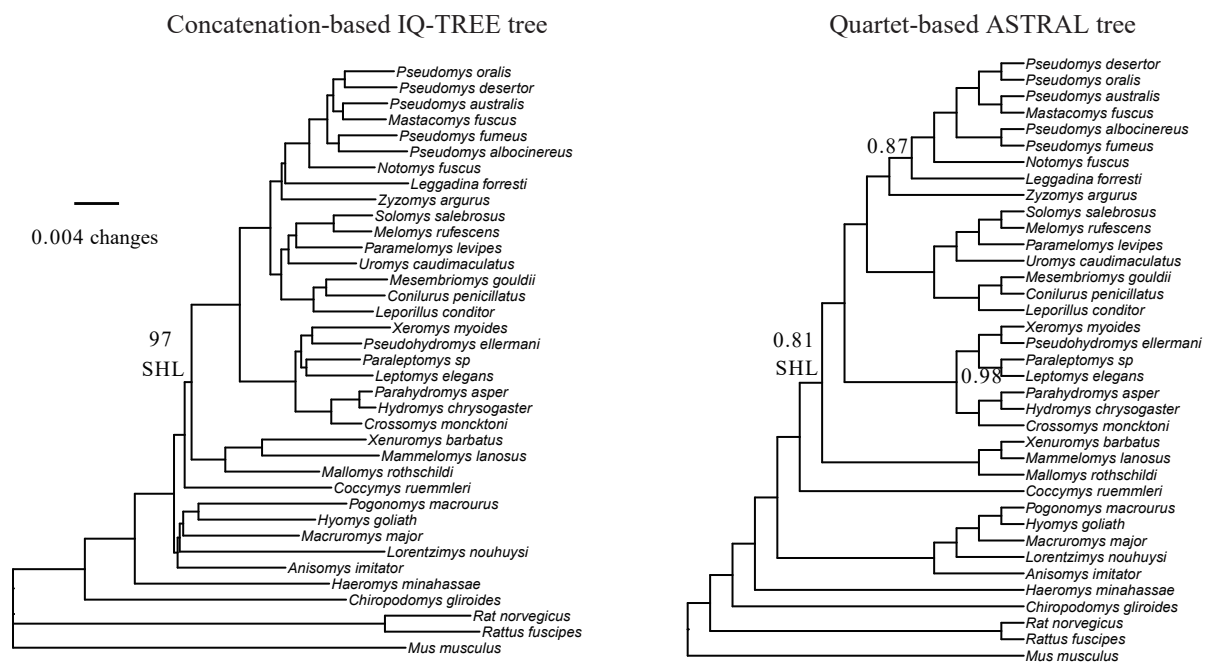 Concatenation-based IQ-TREE tree
Pseudomys oralis
Pseudomys desertor
Pseudomys australis
Mastacomys fuscus
Pseudomys fumeus
Pseudomys albocinereus
Notomys fuscus
Leggadina forresti
Zyzomys argurus
Solomys salebrosus
Melomys rufescens
Paramelomys levipes
Uromys caudimaculatus
Mesembriomys gouldii
Conilurus penicillatus
Leporillus conditor
Xeromys myoides
Pseudohydromys ellermani
Paraleptomys sp
Leptomys elegans
Parahydromys asper
Hydromys chrysogaster
Crossomys moncktoni
Xenuromys barbatus
Mammelomys lanosus
Mallomys rothschildi
Coccymys ruemmleri
Pogonomys macrourus
Hyomys goliath
Macruromys major
Lorentzimys nouhuysi
Anisomys imitator
Haeromys minahassae
Chiropodomys gliroides
Rat norvegicus
Rattus fuscipes
Mus musculus
0.004 changes
97
SHL
Quartet-based ASTRAL tree
Pseudomys desertor
Pseudomys oralis
Pseudomys australis
Mastacomys fuscus
Pseudomys albocinereus
Pseudomys fumeus
Notomys fuscus
Leggadina forresti
Zyzomys argurus
Solomys salebrosus
Melomys rufescens
Paramelomys levipes
Uromys caudimaculatus
Mesembriomys gouldii
Conilurus penicillatus
Leporillus conditor
Xeromys myoides
Pseudohydromys ellermani
Paraleptomys sp
Leptomys elegans
Parahydromys asper
Hydromys chrysogaster
Crossomys moncktoni
Xenuromys barbatus
Mammelomys lanosus
Mallomys rothschildi
Coccymys ruemmleri
Pogonomys macrourus
Hyomys goliath
Macruromys major
Lorentzimys nouhuysi
Anisomys imitator
Haeromys minahassae
Chiropodomys gliroides
Rat norvegicus
Rattus fuscipes
Mus musculus
0.87
0.81
SHL
0.98